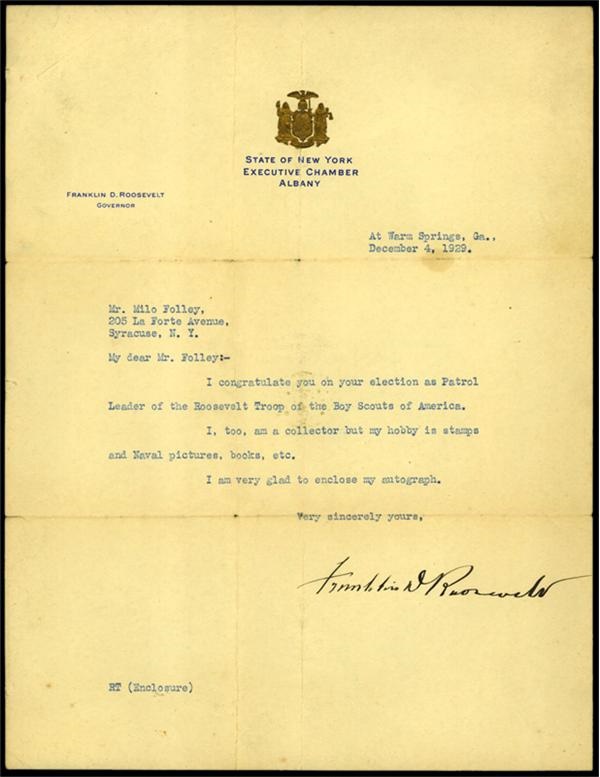 STATE OF NEW YORK
EXECUTIVE CHAMBER
ALBANY
FRANKLIN D. ROOSEVELT
GOVERNOR
At Warm Springs, Ga.,
December 4, 1929.
Mr. Milo Folley,
205 La Forte Avenue,
Syracuse, N. Y.
My dear Mr. Folley:-
I congratulate you on your election as Patrol
Leader of the Roosevelt Troop of the Boy Scouts of America.
I, too, am a collector but my hobby is stamps
and Naval pictures, books, etc.
I am very glad to enclose my autograph.
Very sincerely yours,
Franklin D Roosevelt
RT (Enclosure)